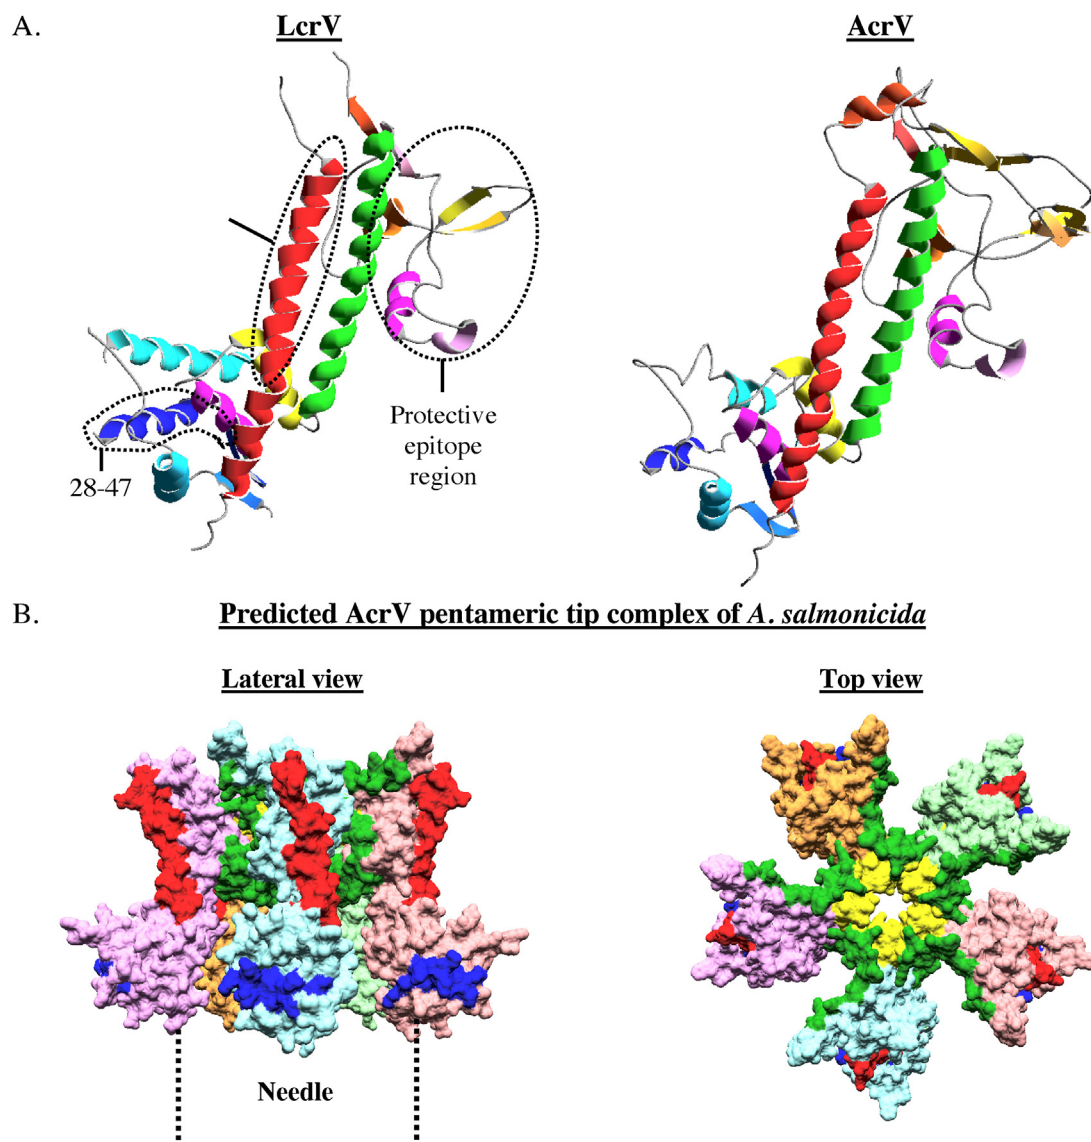 A.
LcrV
AcrV
28-47
Protective
epitope
region
B.
Predicted AcrV pentameric tip complex of A. salmonicida
Lateral view
Top view
Needle